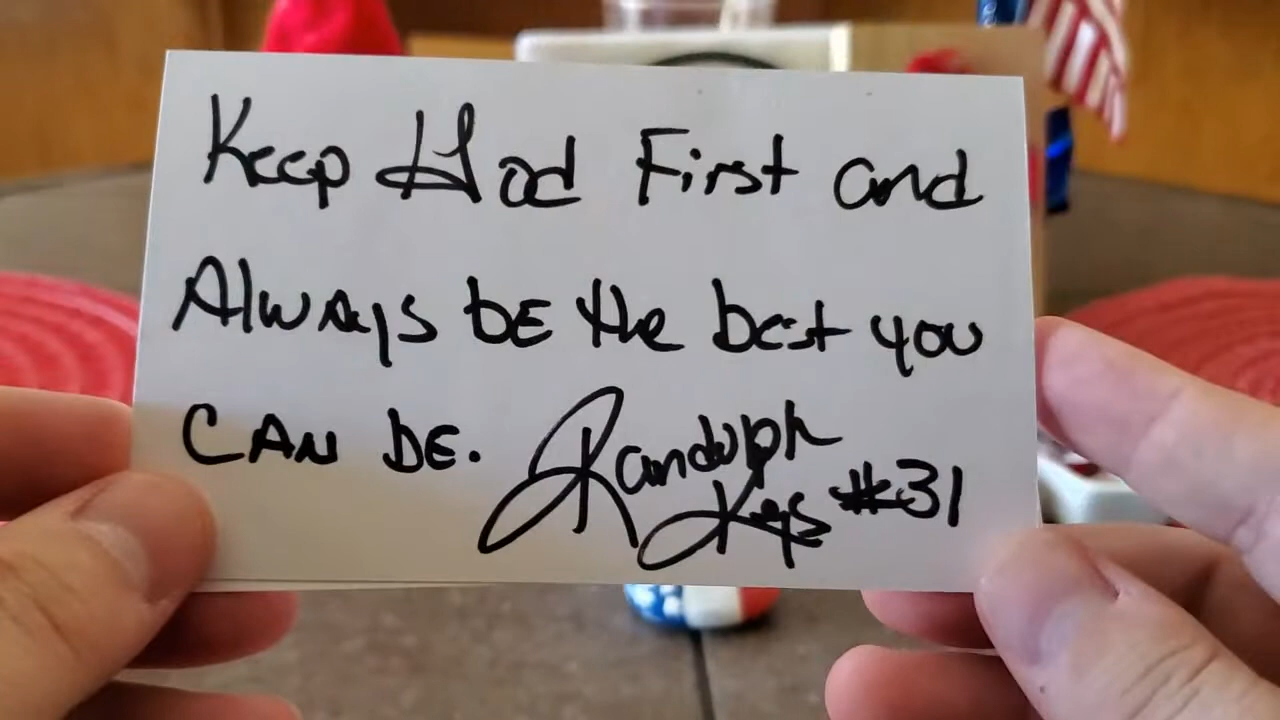 Keep God First and
Always bE the best you
CAN bE. Randolph
Keys #31